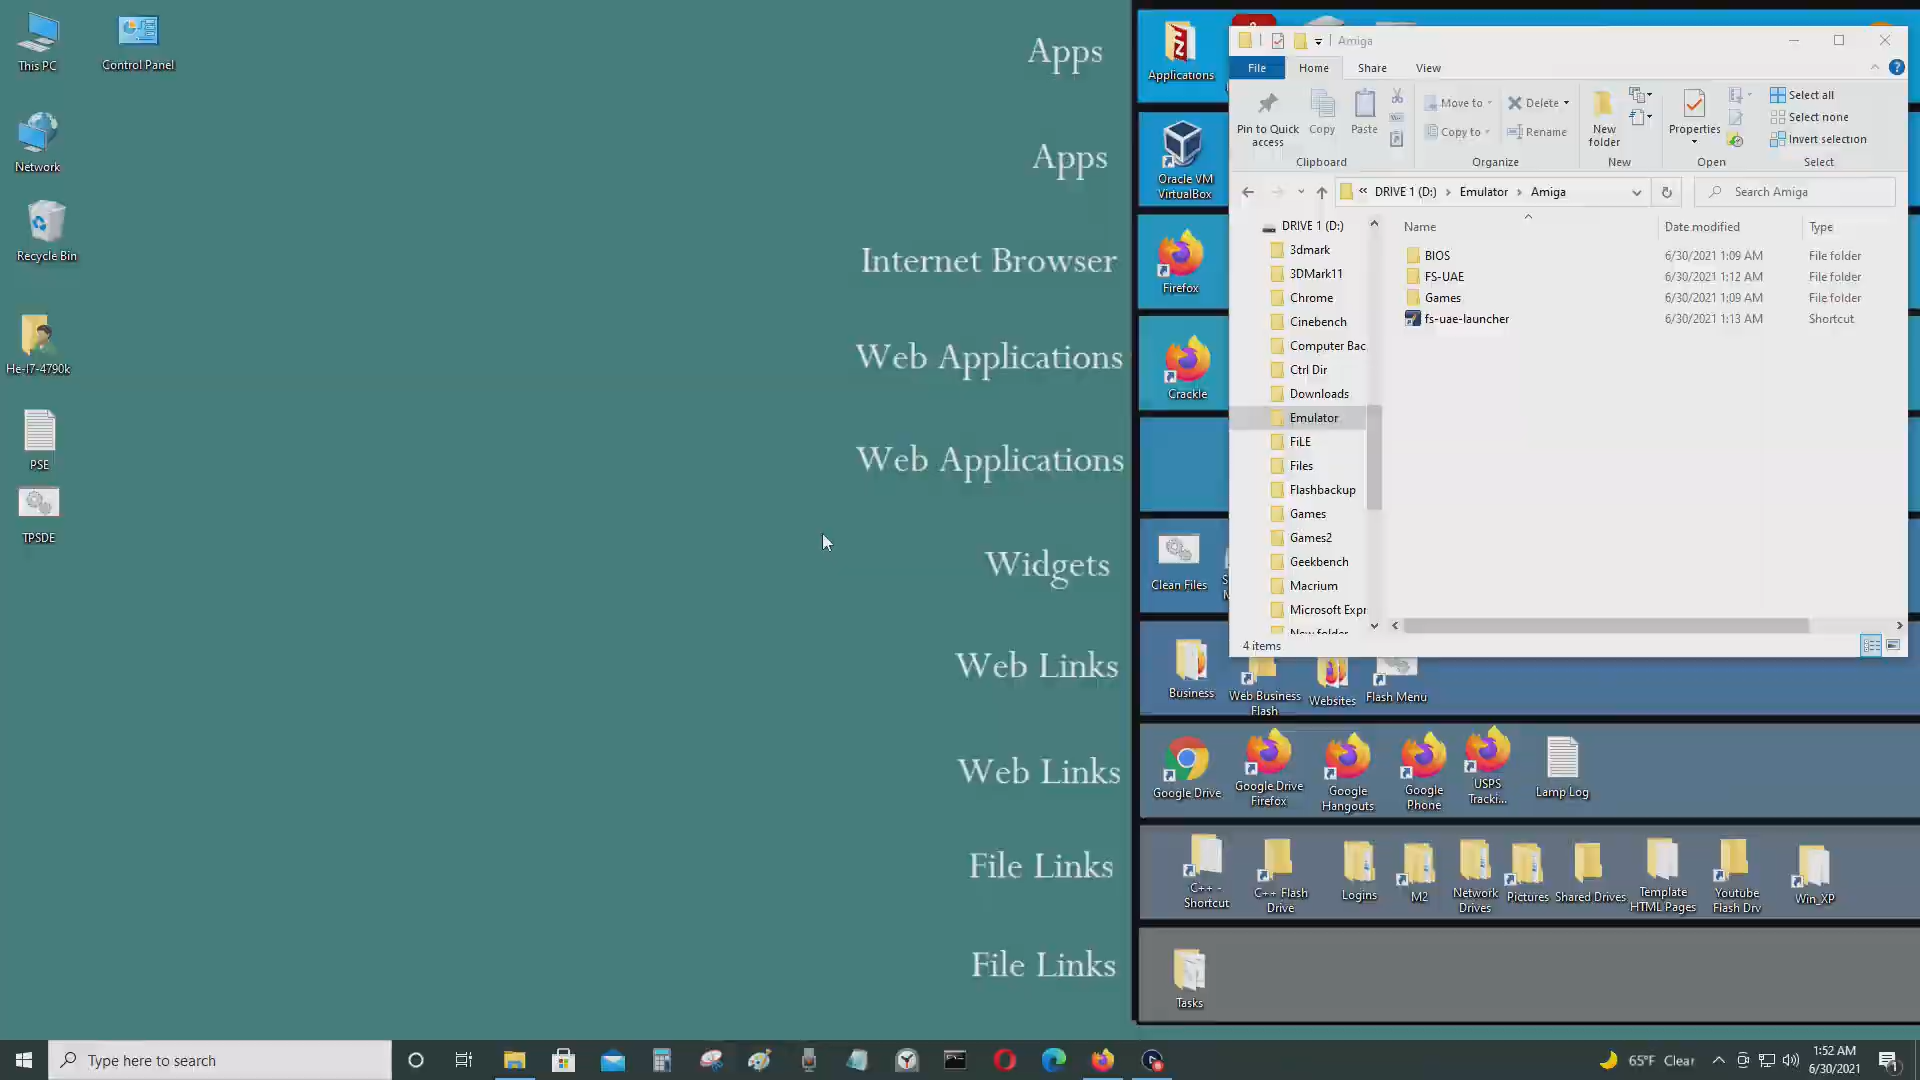 This PC
Control Panel
Network
Recycle Bin
He-I7-4790k
PSE
TPSDE
Apps
Apps
Internet Browser
Web Applications
Web Applications
Widgets
Web Links
Web Links
File Links
File Links
Applications
Oracle VM
VirtualBox
Firefox
Crackle
Clean Files
Amiga
File
Home
Share
View
Pin to Quick
access
Copy
Paste
Clipboard
Move to
Copy to
Delete
Rename
Organize
New
folder
New
Properties
Open
Select all
Select none
Invert selection
Select
« DRIVE 1 (D:) › Emulator › Amiga
Search Amiga
DRIVE 1 (D:)
3dmark
3DMark11
Chrome
Cinebench
Computer Bac
Ctrl Dir
Downloads
Emulator
FiLE
Files
Flashbackup
Games
Games2
Geekbench
Macrium
Microsoft Expr
New folder
Name Date modified Type
BIOS 6/30/2021 1:09 AM File folder
FS-UAE 6/30/2021 1:12 AM File folder
Games 6/30/2021 1:09 AM File folder
fs-uae-launcher 6/30/2021 1:13 AM Shortcut
4 items
Business
Web Business
Flash
Websites
Flash Menu
Google Drive
Google Drive
Firefox
Google
Hangouts
Google
Phone
USPS
Tracki...
Lamp Log
C++ -
Shortcut
C++ Flash
Drive
Logins
M2
Network
Drives
Pictures
Shared Drives
Template
HTML Pages
Youtube
Flash Drv
Win_XP
Tasks
Type here to search
65°F Clear
1:52 AM
6/30/2021
1